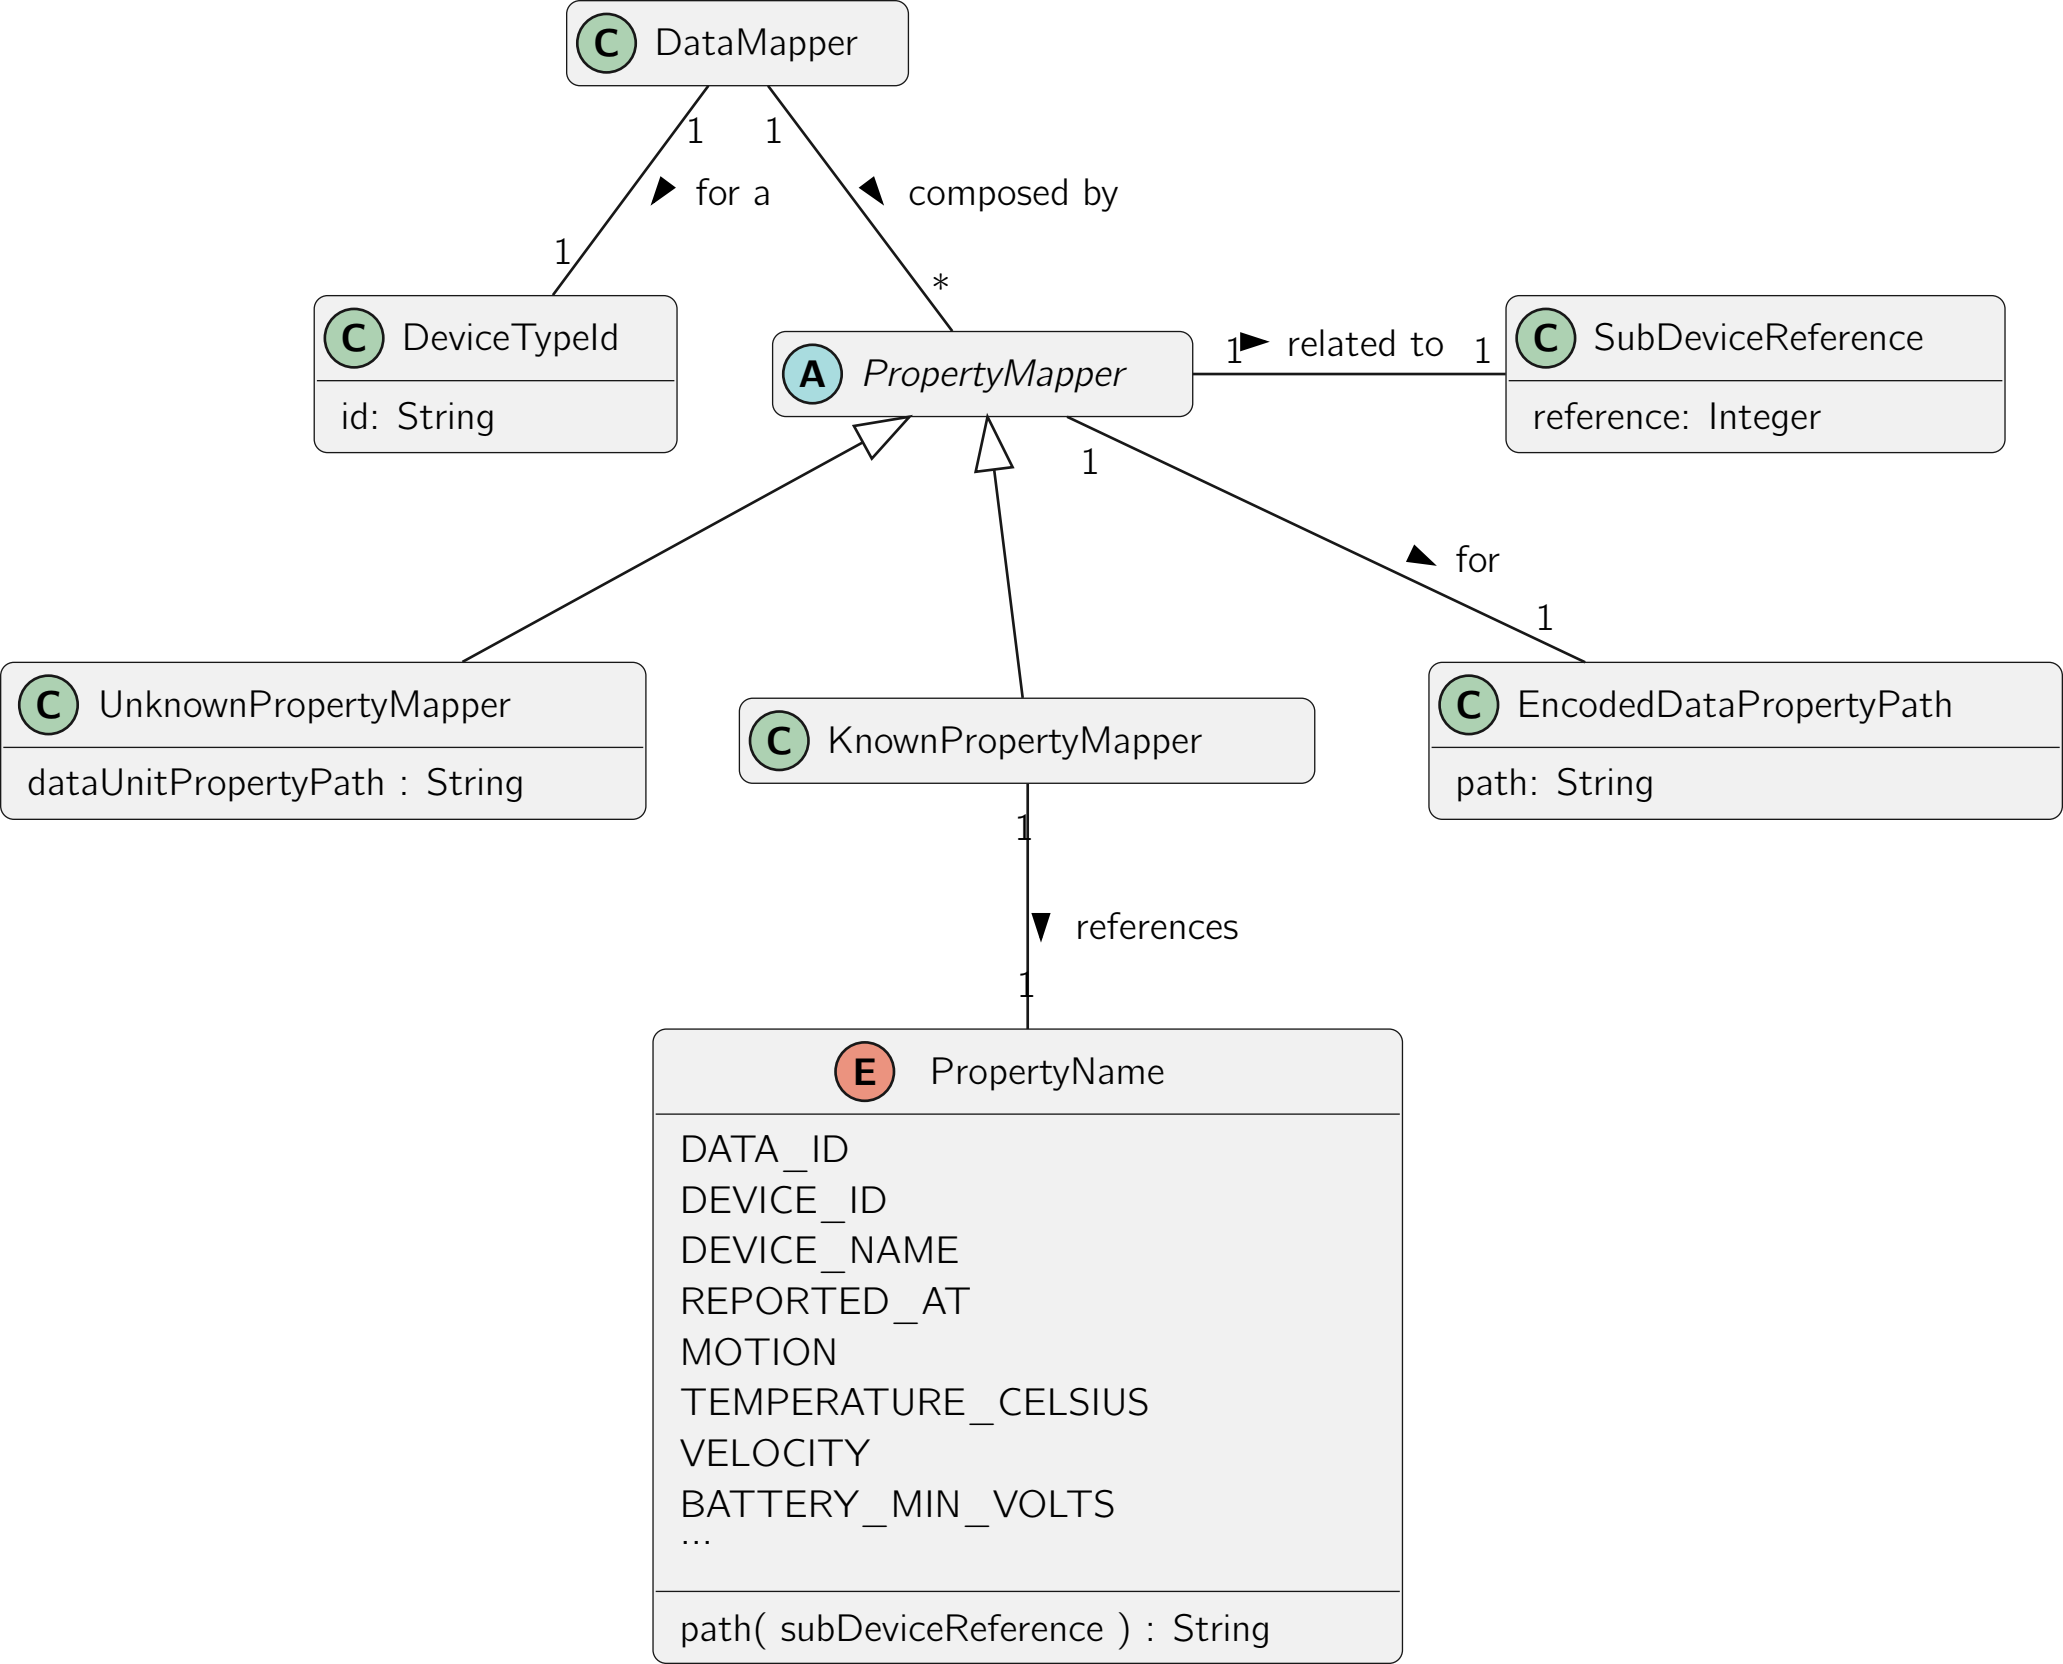 C DataMapper
1 1
for a composed by
1
*
C DeviceTypeId
id: String
A PropertyMapper
1 related to 1
C SubDeviceReference
reference: Integer
1
for
1
C UnknownPropertyMapper
dataUnitPropertyPath : String
C KnownPropertyMapper
C EncodedDataPropertyPath
path: String
1
references
1
E PropertyName
DATA_ID
DEVICE_ID
DEVICE_NAME
REPORTED_AT
MOTION
TEMPERATURE_CELSIUS
VELOCITY
BATTERY_MIN_VOLTS
...
path( subDeviceReference ) : String